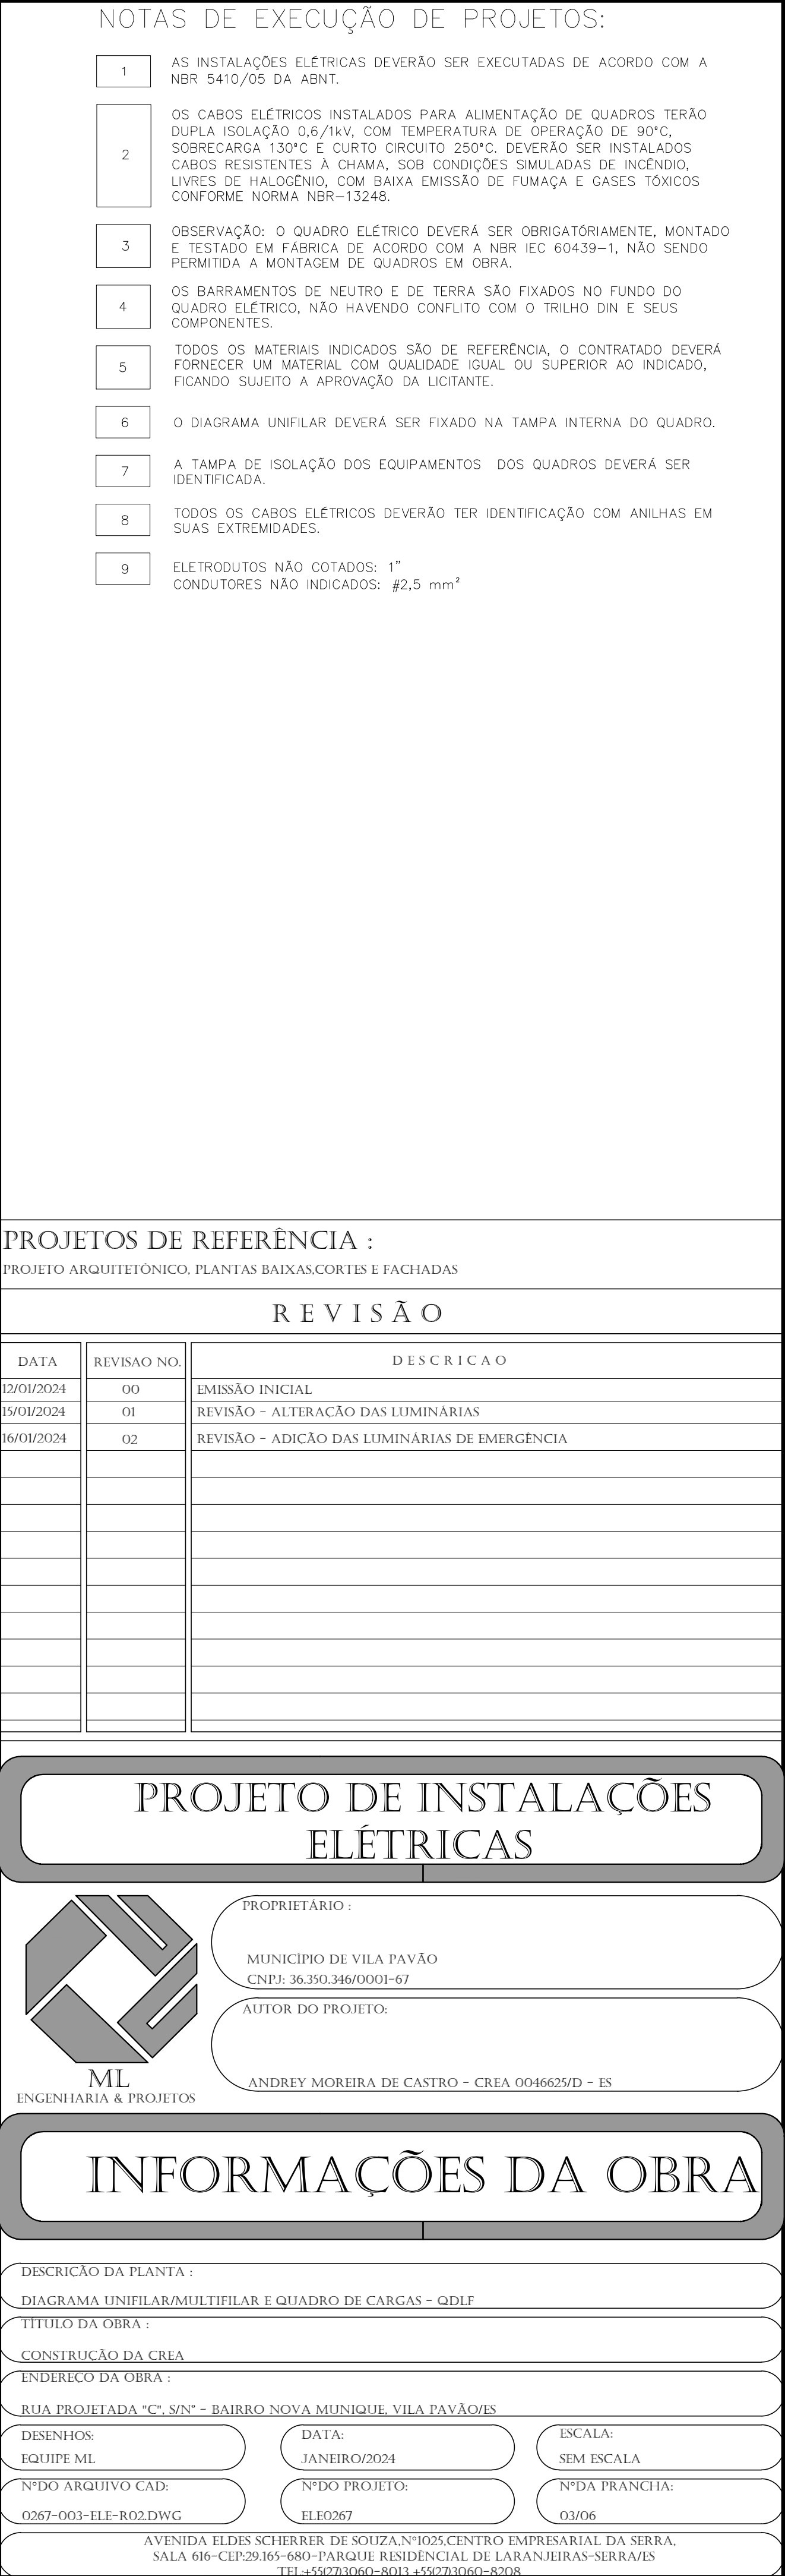 NOTAS DE EXECUÇÃO DE PROJETOS:
1
AS INSTALAÇÕES ELÉTRICAS DEVERÃO SER EXECUTADAS DE ACORDO COM A
NBR 5410/05 DA ABNT.
2
OS CABOS ELÉTRICOS INSTALADOS PARA ALIMENTAÇÃO DE QUADROS TERÃO
DUPLA ISOLAÇÃO 0,6/1kV, COM TEMPERATURA DE OPERAÇÃO DE 90°C,
SOBRECARGA 130°C E CURTO CIRCUITO 250°C. DEVERÃO SER INSTALADOS
CABOS RESISTENTES À CHAMA, SOB CONDIÇÕES SIMULADAS DE INCÊNDIO,
LIVRES DE HALOGÊNIO, COM BAIXA EMISSÃO DE FUMAÇA E GASES TÓXICOS
CONFORME NORMA NBR-13248.
3
OBSERVAÇÃO: O QUADRO ELÉTRICO DEVERÁ SER OBRIGATÓRIAMENTE, MONTADO
E TESTADO EM FÁBRICA DE ACORDO COM A NBR IEC 60439-1, NÃO SENDO
PERMITIDA A MONTAGEM DE QUADROS EM OBRA.
4
OS BARRAMENTOS DE NEUTRO E DE TERRA SÃO FIXADOS NO FUNDO DO
QUADRO ELÉTRICO, NÃO HAVENDO CONFLITO COM O TRILHO DIN E SEUS
COMPONENTES.
5
TODOS OS MATERIAIS INDICADOS SÃO DE REFERÊNCIA, O CONTRATADO DEVERÁ
FORNECER UM MATERIAL COM QUALIDADE IGUAL OU SUPERIOR AO INDICADO,
FICANDO SUJEITO A APROVAÇÃO DA LICITANTE.
6
O DIAGRAMA UNIFILAR DEVERÁ SER FIXADO NA TAMPA INTERNA DO QUADRO.
7
A TAMPA DE ISOLAÇÃO DOS EQUIPAMENTOS DOS QUADROS DEVERÁ SER
IDENTIFICADA.
8
TODOS OS CABOS ELÉTRICOS DEVERÃO TER IDENTIFICAÇÃO COM ANILHAS EM
SUAS EXTREMIDADES.
9
ELETRODUTOS NÃO COTADOS: 1"
CONDUTORES NÃO INDICADOS: #2,5 mm²
PROJETOS DE REFERÊNCIA :
PROJETO ARQUITETÔNICO, PLANTAS BAIXAS,CORTES E FACHADAS
REVISÃO
DATA REVISAO NO. DESCRICAO
12/01/2024 00 EMISSÃO INICIAL
15/01/2024 01 REVISÃO - ALTERAÇÃO DAS LUMINÁRIAS
16/01/2024 02 REVISÃO - ADIÇÃO DAS LUMINÁRIAS DE EMERGÊNCIA
PROJETO DE INSTALAÇÕES
ELÉTRICAS
PROPRIETÁRIO :
MUNICÍPIO DE VILA PAVÃO
CNPJ: 36.350.346/0001-67
AUTOR DO PROJETO:
ANDREY MOREIRA DE CASTRO - CREA 0046625/D - ES
ML
ENGENHARIA & PROJETOS
INFORMAÇÕES DA OBRA
DESCRIÇÃO DA PLANTA :
DIAGRAMA UNIFILAR/MULTIFILAR E QUADRO DE CARGAS - QDLF
TÍTULO DA OBRA :
CONSTRUÇÃO DA CREA
ENDEREÇO DA OBRA :
RUA PROJETADA "C", S/N° - BAIRRO NOVA MUNIQUE, VILA PAVÃO/ES
DESENHOS: DATA: ESCALA:
EQUIPE ML JANEIRO/2024 SEM ESCALA
N°DO ARQUIVO CAD: N°DO PROJETO: N°DA PRANCHA:
0267-003-ELE-R02.DWG ELE0267 03/06
AVENIDA ELDES SCHERRER DE SOUZA,N°1025,CENTRO EMPRESARIAL DA SERRA,
SALA 616-CEP:29.165-680-PARQUE RESIDÊNCIAL DE LARANJEIRAS-SERRA/ES
TEL:+55(27)3060-8013 +55(27)3060-8208